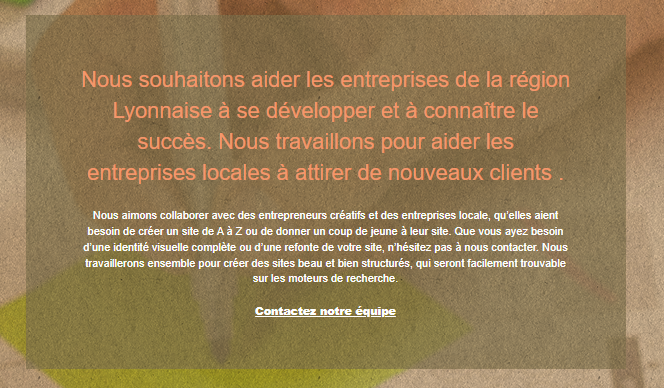 Nous souhaitons aider les entreprises de la région
Lyonnaise à se développer et à connaître le
succès. Nous travaillons pour aider les
entreprises locales à attirer de nouveaux clients .
Nous aimons collaborer avec des entrepreneurs créatifs et des entreprises locale, qu'elles aient
besoin de créer un site de A à Z ou de donner un coup de jeune à leur site. Que vous ayez besoin
d'une identité visuelle complète ou d'une refonte de votre site, n'hésitez pas à nous contacter. Nous
travaillerons ensemble pour créer des sites beau et bien structurés, qui seront facilement trouvable
sur les moteurs de recherche.
Contactez notre équipe